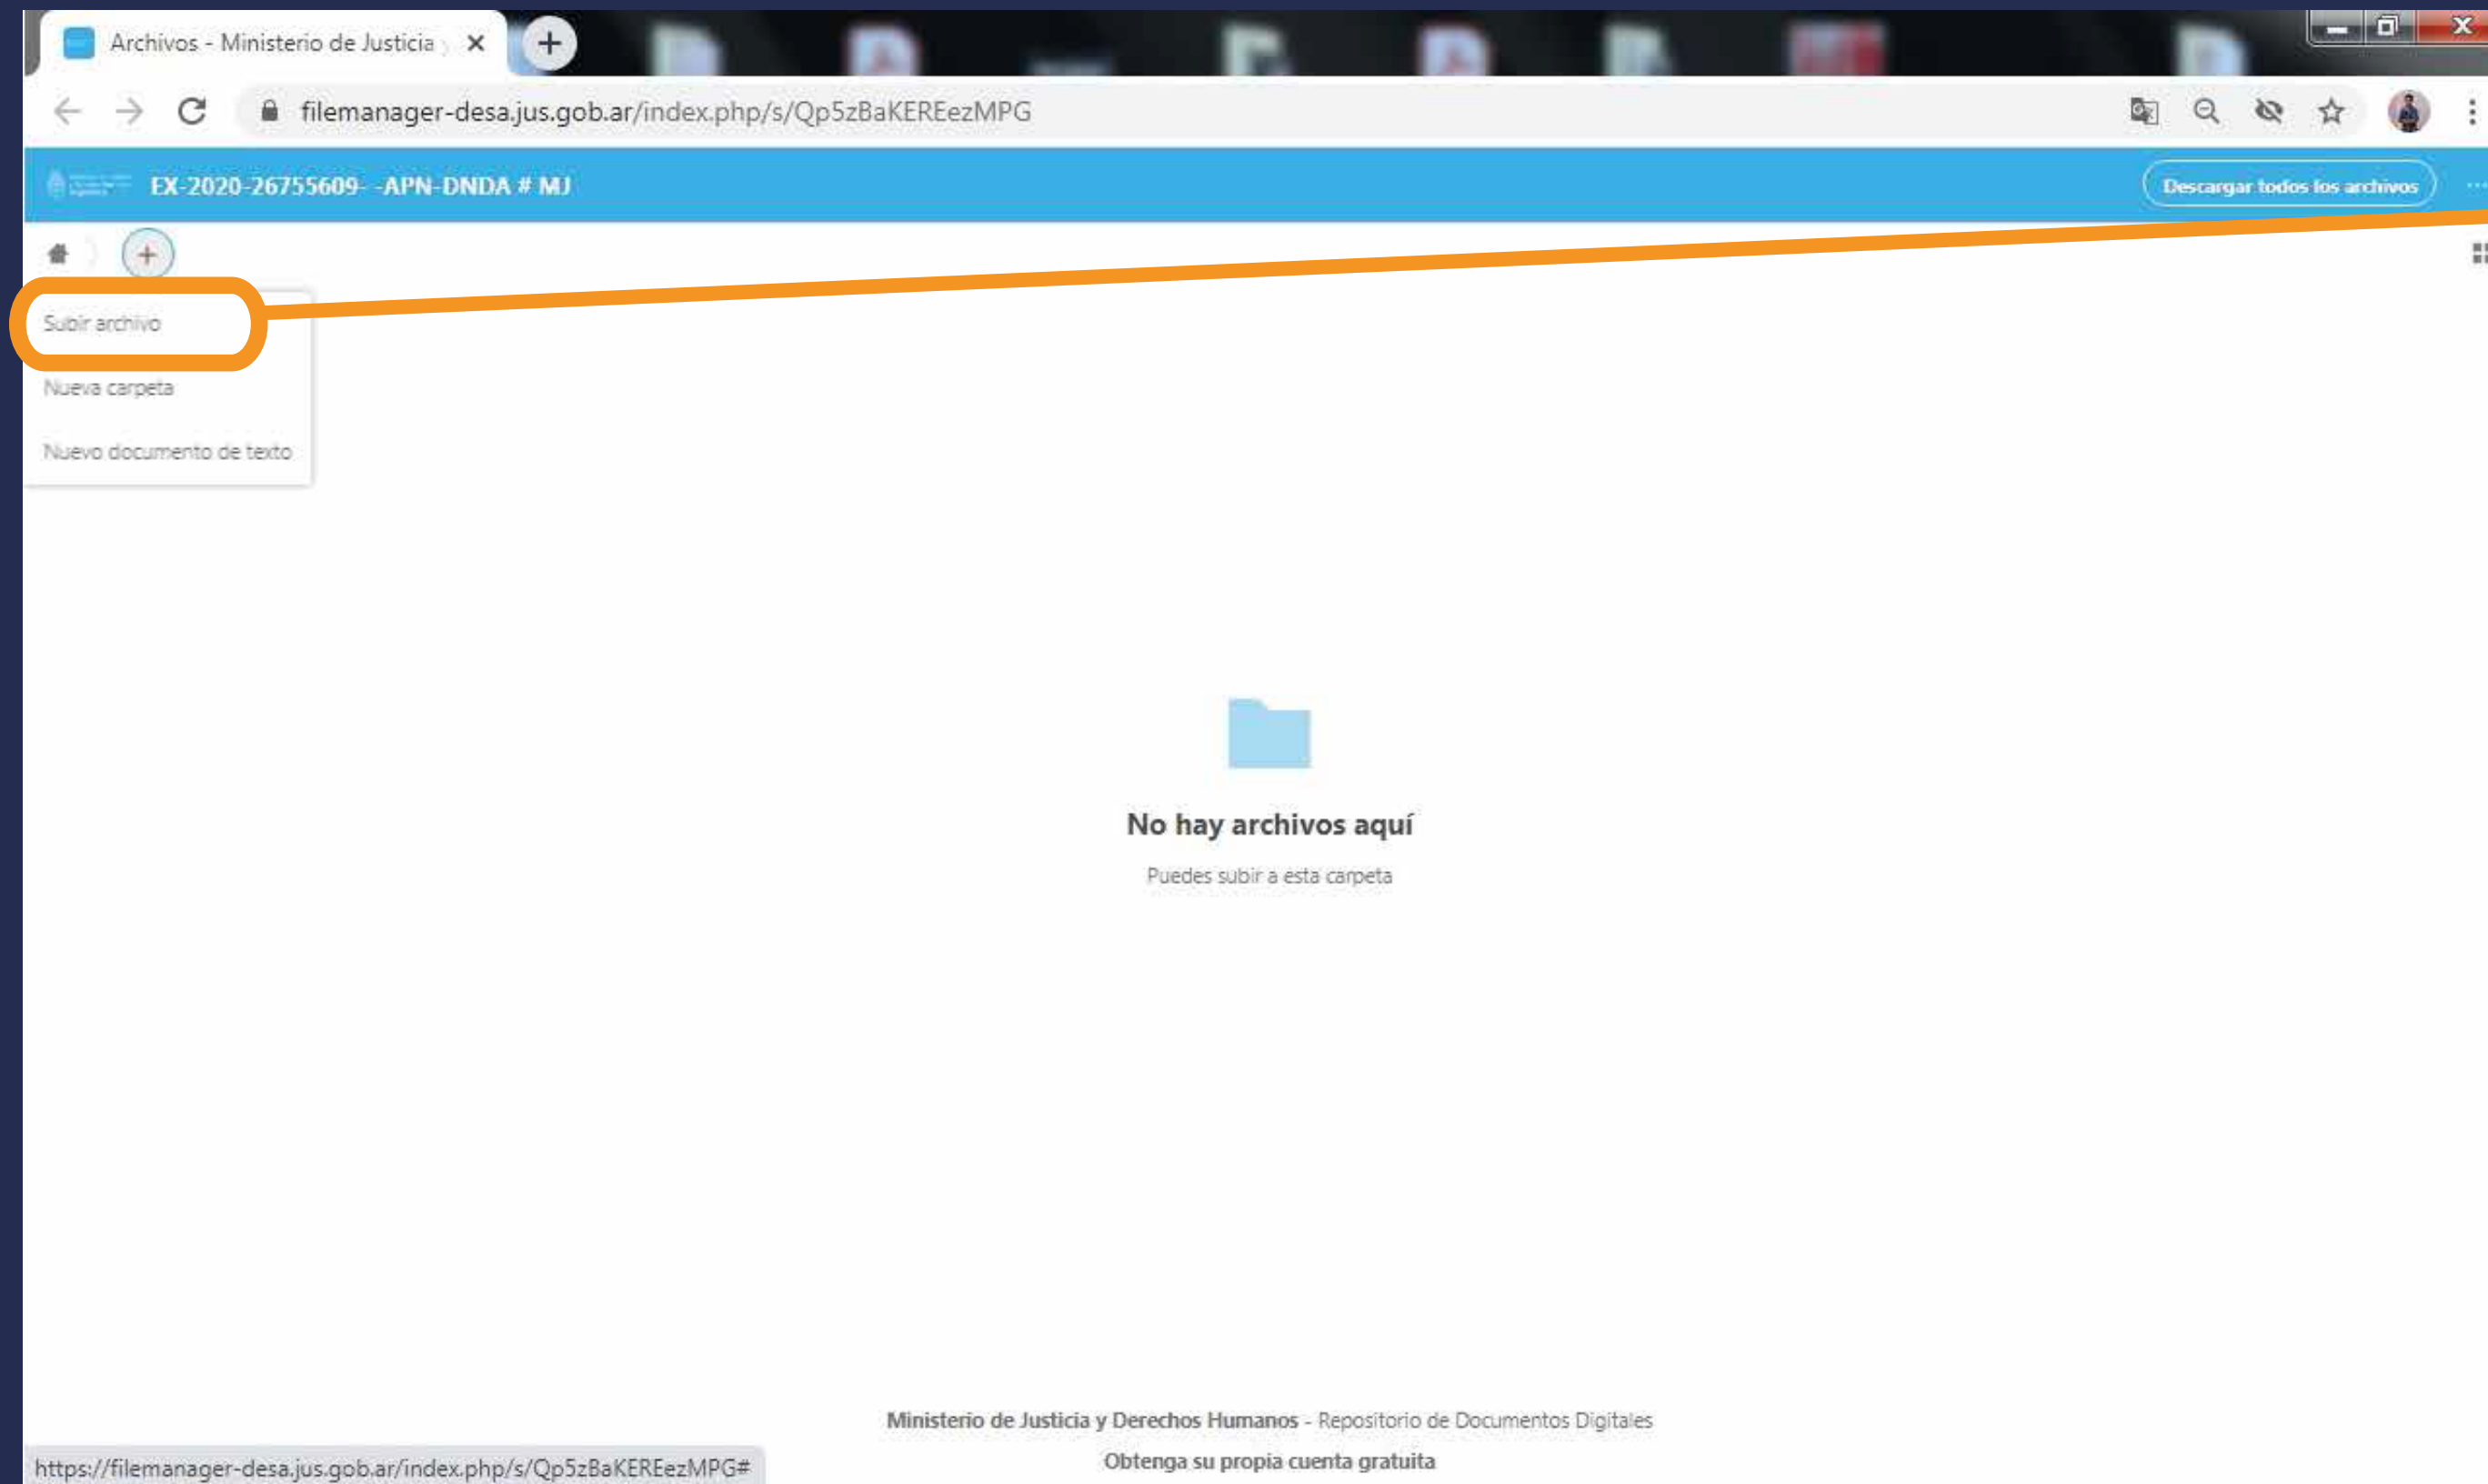 Archivos - Ministerio de Justicia y
filemanager-desa.jus.gob.ar/index.php/s/Qp5zBaKEREezMPG
EX-2020-26755609- -APN-DNDA # MJ
Descargar todos los archivos
Subir archivo
Nueva carpeta
Nuevo documento de texto
No hay archivos aquí
Puedes subir a esta carpeta
Ministerio de Justicia y Derechos Humanos - Repositorio de Documentos Digitales
Obtenga su propia cuenta gratuita
https://filemanager-desa.jus.gob.ar/index.php/s/Qp5zBaKEREezMPG#